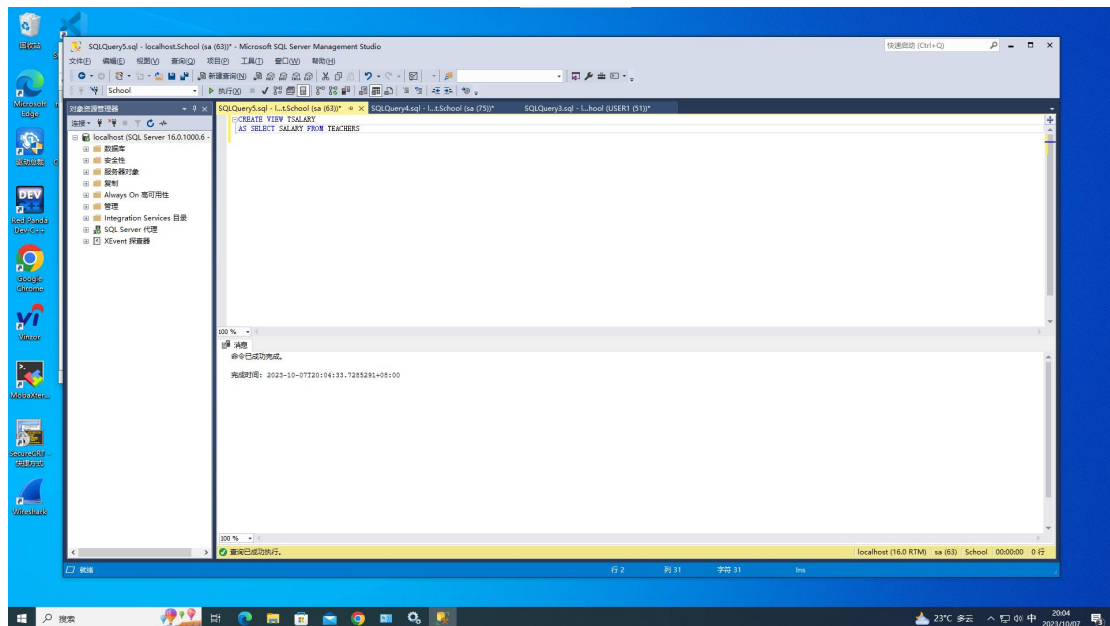 回收站
Microsoft Edge
驱动总裁
Red Panda Dev-C++
Google Chrome
Vinzor
MobaXter...
SecureCRT - 快捷方式
Wireshark
SQLQuery5.sql - localhost.School (sa (63))* - Microsoft SQL Server Management Studio
快速启动 (Ctrl+Q)
文件(F) 编辑(E) 视图(V) 查询(Q) 项目(P) 工具(T) 窗口(W) 帮助(H)
新建查询(N)
School
执行(X)
对象资源管理器
SQLQuery5.sql - l...t.School (sa (63))*
SQLQuery4.sql - l...t.School (sa (75))*
SQLQuery3.sql - l...hool (USER1 (51))*
连接
localhost (SQL Server 16.0.1000.6 -
数据库
安全性
服务器对象
复制
Always On 高可用性
管理
Integration Services 目录
SQL Server 代理
XEvent 探查器
CREATE VIEW TSALARY
AS SELECT SALARY FROM TEACHERS
100 %
消息
命令已成功完成。
完成时间: 2023-10-07T20:04:33.7285291+08:00
100 %
查询已成功执行。
localhost (16.0 RTM) sa (63) School 00:00:00 0 行
就绪
行 2 列 31 字符 31 Ins
搜索
23°C 多云
中
20:04
2023/10/07